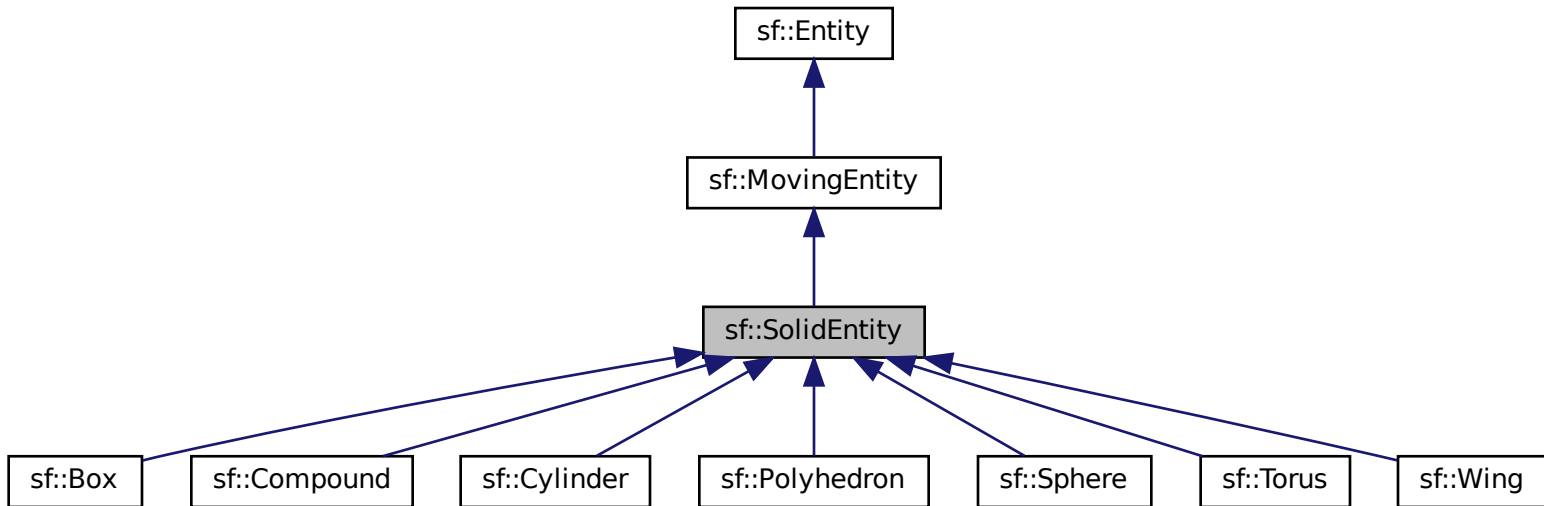 sf::Entity
sf::MovingEntity
sf::SolidEntity
sf::Box
sf::Compound
sf::Cylinder
sf::Polyhedron
sf::Sphere
sf::Torus
sf::Wing